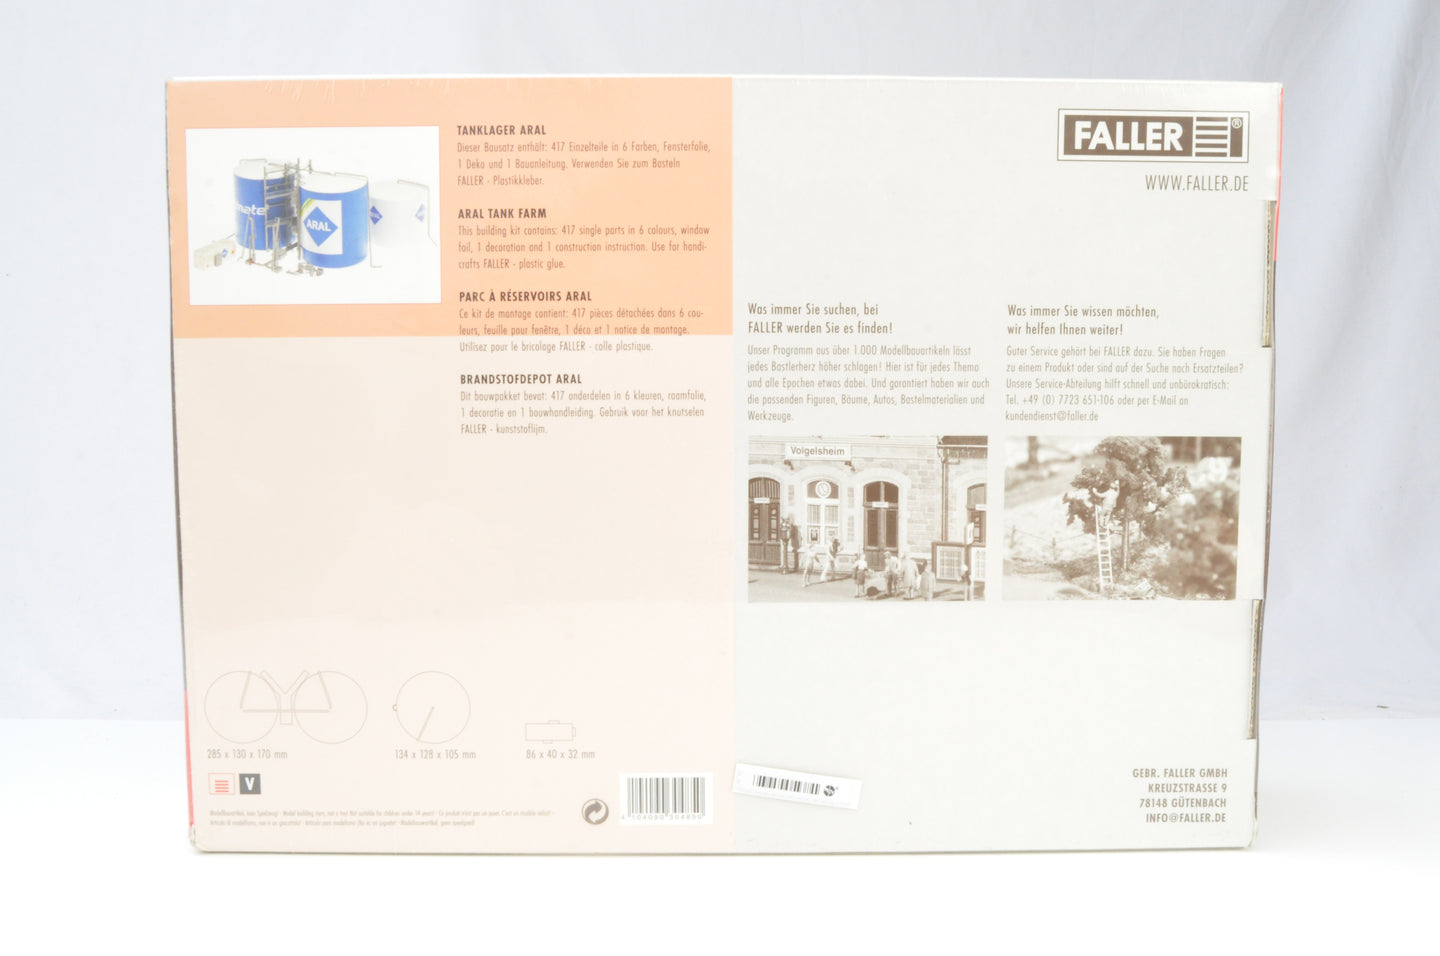 TANKLAGER ARAL
Dieser Bausatz enthält: 417 Einzelteile in 6 Farben, Fensterfolie,
1 Deko und 1 Bauanleitung. Verwenden Sie zum Basteln
FALLER - Plastikkleber.
ARAL TANK FARM
This building kit contains: 417 single parts in 6 colours, window
foil, 1 decoration and 1 construction instruction. Use for handi-
crafts FALLER - plastic glue.
PARC À RÉSERVOIRS ARAL
Ce kit de montage contient: 417 pièces détachées dans 6 cou-
leurs, feuille pour fenêtre, 1 déco et 1 notice de montage.
Utilisez pour le bricolage FALLER - colle plastique.
BRANDSTOFDEPOT ARAL
Dit bouwpakket bevat: 417 onderdelen in 6 kleuren, raamfolie,
1 decoratie en 1 bouwhandleiding. Gebruik voor het knutselen
FALLER - kunststoflijm.
ARAL
285 x 130 x 170 mm
134 x 128 x 105 mm
86 x 40 x 32 mm
V
FALLER ®
WWW.FALLER.DE
Was immer Sie suchen, bei
FALLER werden Sie es finden!
Unser Programm aus über 1.000 Modellbauartikeln lässt
jedes Bastlerherz höher schlagen! Hier ist für jedes Thema
und alle Epochen etwas dabei. Und garantiert haben wir auch
die passenden Figuren, Bäume, Autos, Bastelmaterialien und
Werkzeuge.
Volgelsheim
Was immer Sie wissen möchten,
wir helfen Ihnen weiter!
Guter Service gehört bei FALLER dazu. Sie haben Fragen
zu einem Produkt oder sind auf der Suche nach Ersatzteilen?
Unsere Service-Abteilung hilft schnell und unbürokratisch:
Tel. +49 (0) 7723 651-106 oder per E-Mail an
kundendienst@faller.de
GEBR. FALLER GMBH
KREUZSTRASSE 9
78148 GÜTENBACH
INFO@FALLER.DE